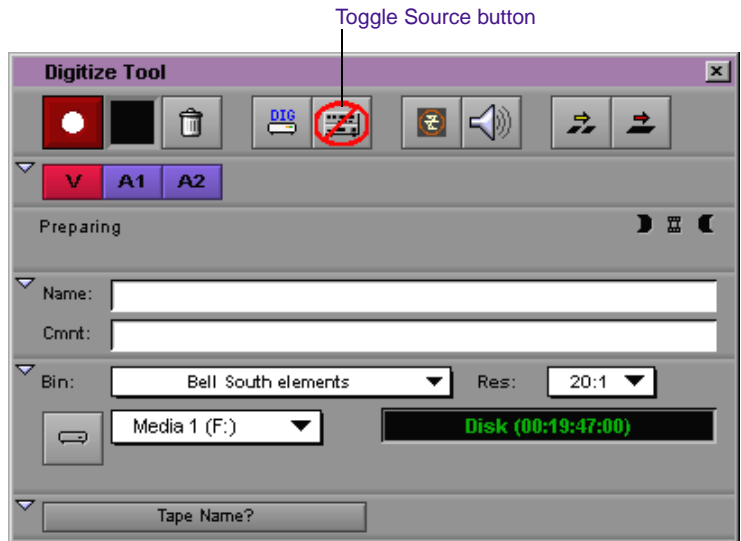 Toggle Source button
Digitize Tool
DIG
V A1 A2
Preparing
Name:
Cmnt:
Bin: Bell South elements Res: 20:1
Media 1 (F:) Disk (00:19:47:00)
Tape Name?